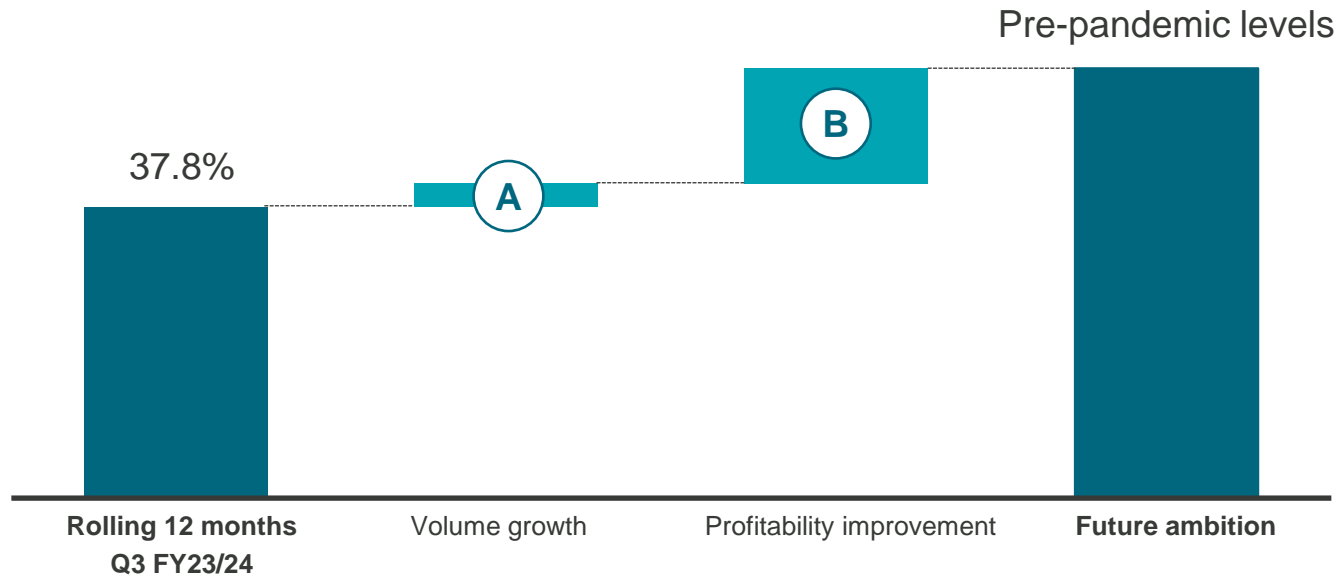 Pre-pandemic levels
37.8%
A
B
Rolling 12 months
Q3 FY23/24
Volume growth
Profitability improvement
Future ambition